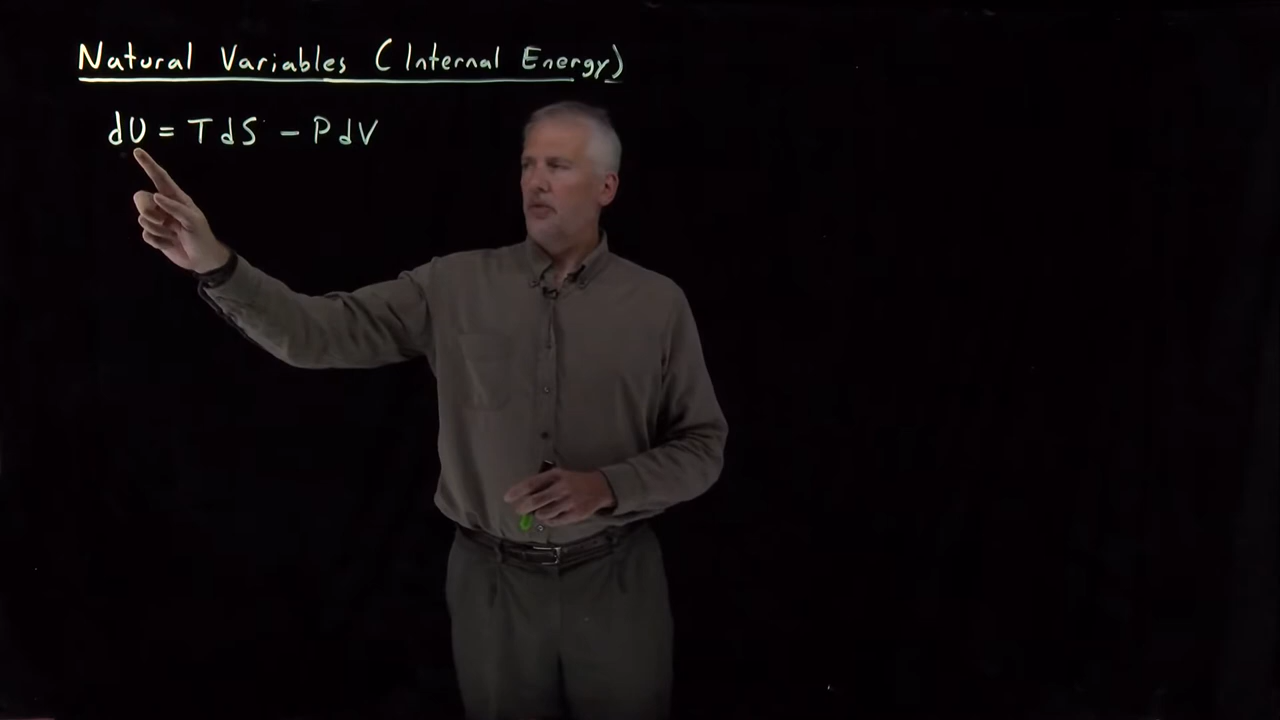 Natural Variables (Internal Energy)
dU = TdS - PdV